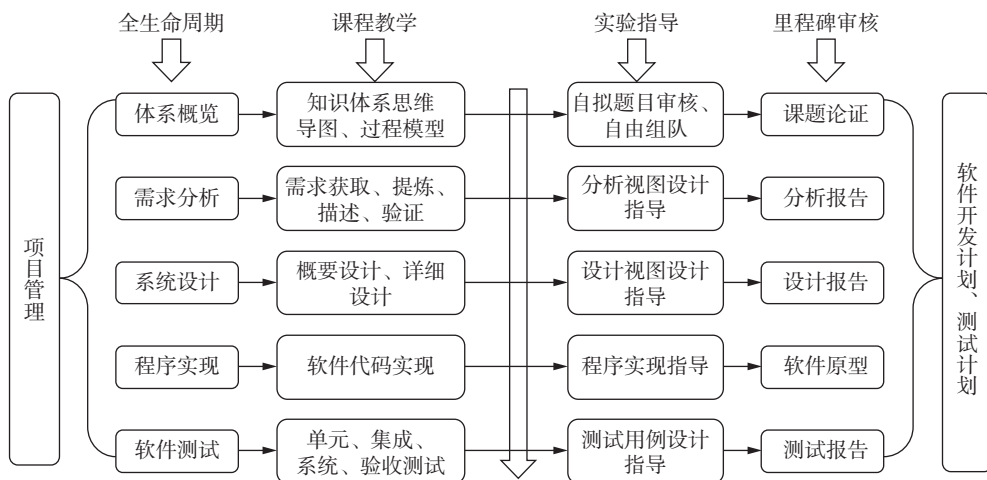 全生命周期
课程教学
实验指导
里程碑审核
项目管理
体系概览
知识体系思维
导图、过程模型
自拟题目审核、
自由组队
课题论证
需求分析
需求获取、提炼、
描述、验证
分析视图设计
指导
分析报告
系统设计
概要设计、详细
设计
设计视图设计
指导
设计报告
程序实现
软件代码实现
程序实现指导
软件原型
软件测试
单元、集成、
系统、验收测试
测试用例设计
指导
测试报告
软件开发计划、测试计划